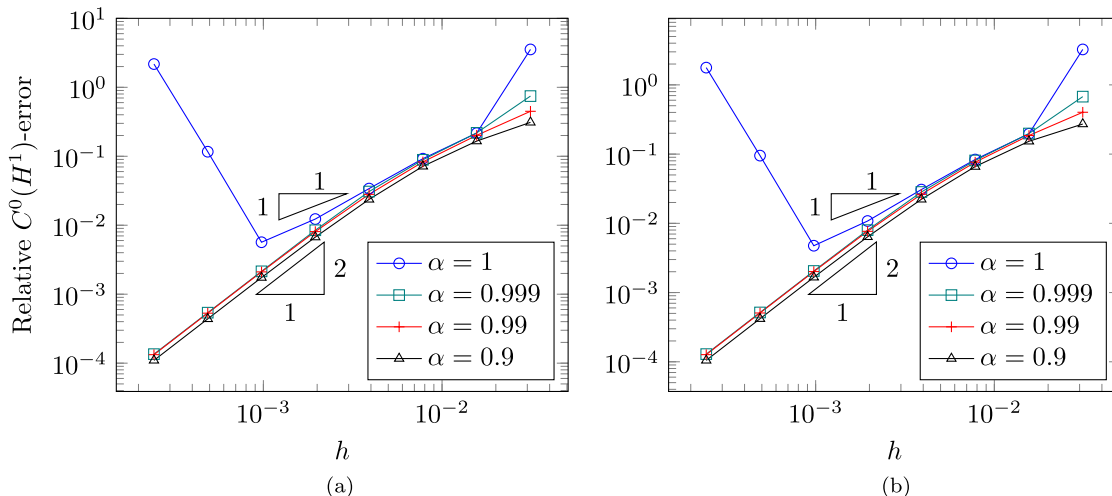 Relative C^0(H^1)-error
10^1
10^0
10^{-1}
10^{-2}
10^{-3}
10^{-4}
1
1
2
1
α = 1
α = 0.999
α = 0.99
α = 0.9
10^{-3}
10^{-2}
h
(a)
10^0
10^{-1}
10^{-2}
10^{-3}
10^{-4}
1
1
2
1
α = 1
α = 0.999
α = 0.99
α = 0.9
10^{-3}
10^{-2}
h
(b)